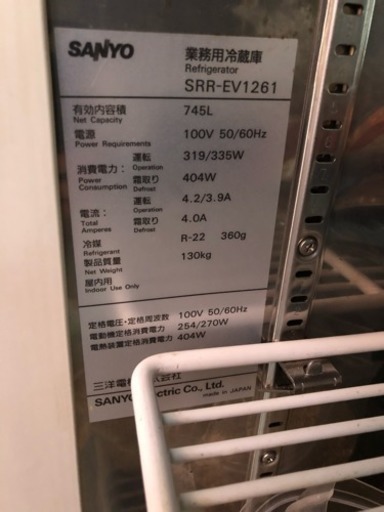 SANYO 業務用冷蔵庫
Refrigerator
SRR-EV1261
有効内容積 745L
Net Capacity
電源 100V 50/60Hz
Power Requirements
消費電力: 運転 319/335W
Power Operation
Consumption 霜取り 404W
Defrost
電流: 運転 4.2/3.9A
Total Operation
Amperes 霜取り 4.0A
Defrost
冷媒 R-22 360g
Refrigerant
製品質量 130kg
Net Weight
屋内用
Indoor Use Only
定格電圧・定格周波数 100V 50/60Hz
電動機定格消費電力 254/270W
電熱装置定格消費電力 404W
三洋電機 会社
SANYO Electric Co., Ltd.
made in JAPAN